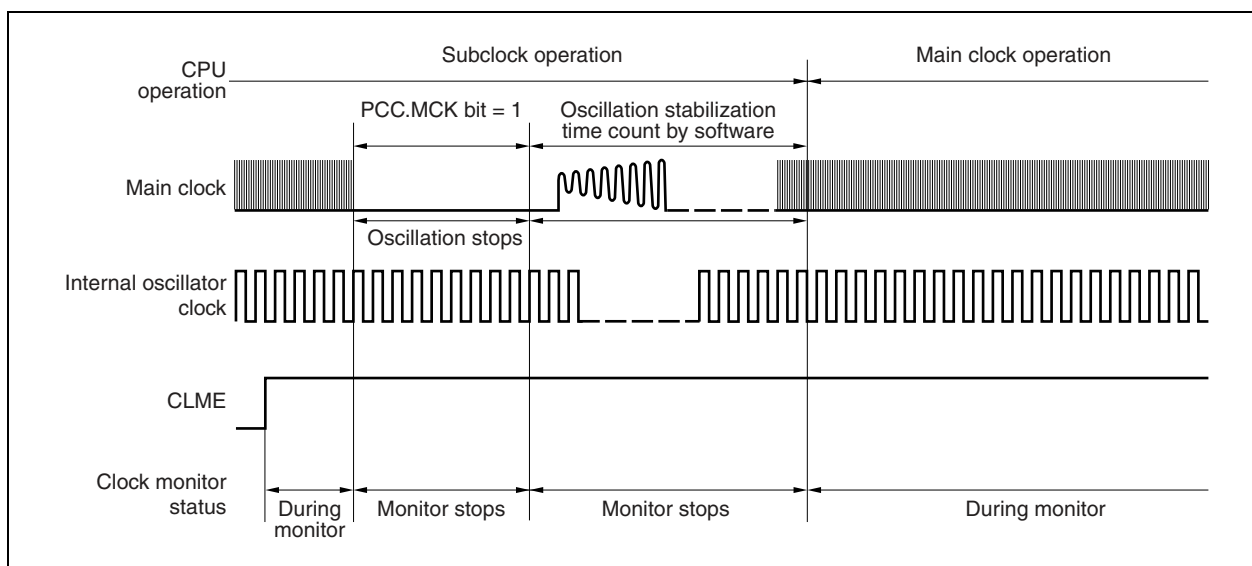 Subclock operation
Main clock operation
CPU
operation
PCC.MCK bit = 1
Oscillation stabilization
time count by software
Main clock
Oscillation stops
Internal oscillator
clock
CLME
Clock monitor
status
During
monitor
Monitor stops
Monitor stops
During monitor